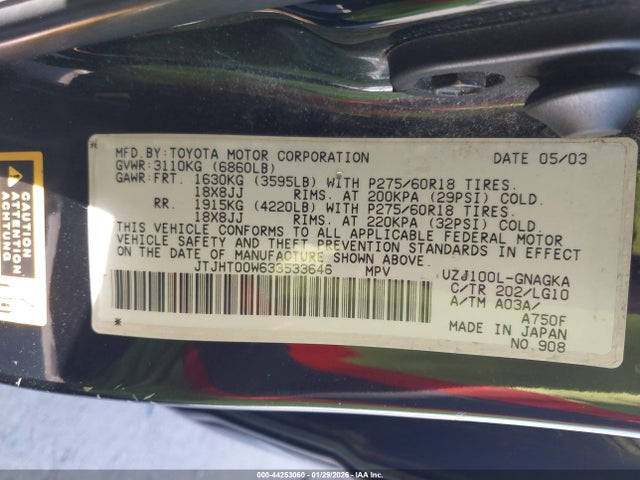 MFD.BY:TOYOTA MOTOR CORPORATION DATE 05/03
GVWR:3110KG (6860LB)
GAWR:FRT. 1630KG (3595LB) WITH P275/60R18 TIRES.
18X8JJ RIMS. AT 200KPA (29PSI) COLD.
RR. 1915KG (4220LB) WITH P275/60R18 TIRES.
18X8JJ RIMS. AT 220KPA (32PSI) COLD.
THIS VEHICLE CONFORMS TO ALL APPLICABLE FEDERAL MOTOR
VEHICLE SAFETY AND THEFT PREVENTION STANDARDS IN EFFECT
ON THE DATE OF MANUFACTURE SHOWN ABOVE.
JTJHT00W633533646 MPV UZJ100L-GNAGKA
C/TR 202/LG10
A/TM A03A/
A750F
MADE IN JAPAN
NO.908
CAUTION
ATTENTION
ACHTUNG
000-44253060 - 01/29/2026 - IAA Inc.